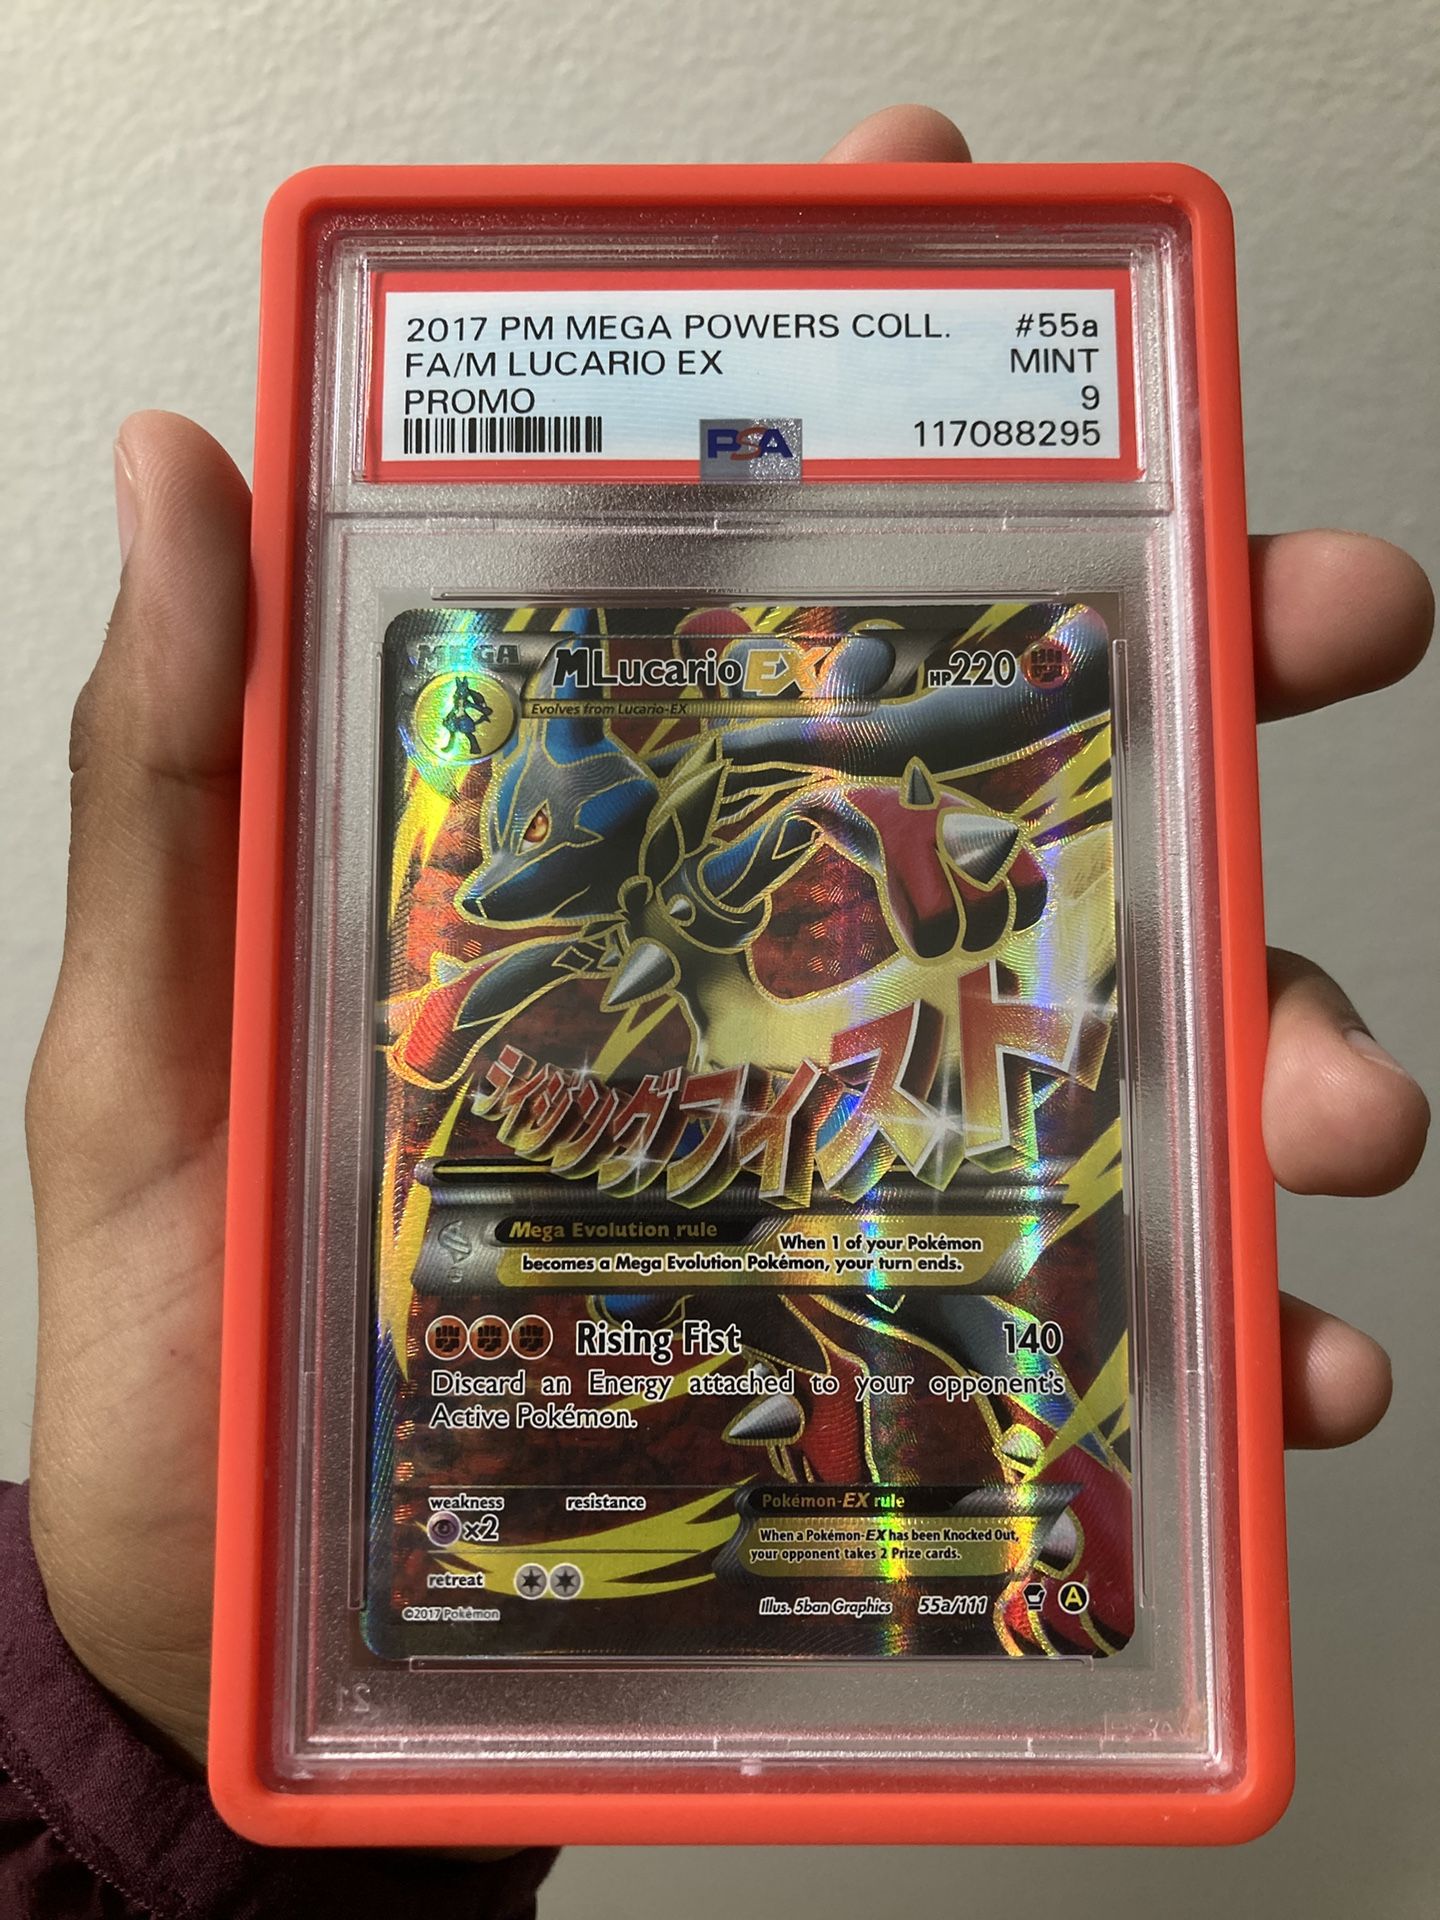 2017 PM MEGA POWERS COLL. #55a
FA/M LUCARIO EX MINT
PROMO 9
PSA 117088295
MEGA MLucario EX HP220
Evolves from Lucario-EX
ライジングフィスト
Mega Evolution rule When 1 of your Pokémon
becomes a Mega Evolution Pokémon, your turn ends.
Rising Fist 140
Discard an Energy attached to your opponent's
Active Pokémon.
weakness resistance
×2
Pokémon-EX rule
When a Pokémon-EX has been Knocked Out,
your opponent takes 2 Prize cards.
retreat
©2017 Pokémon
Illus. 5ban Graphics 55a/111 A